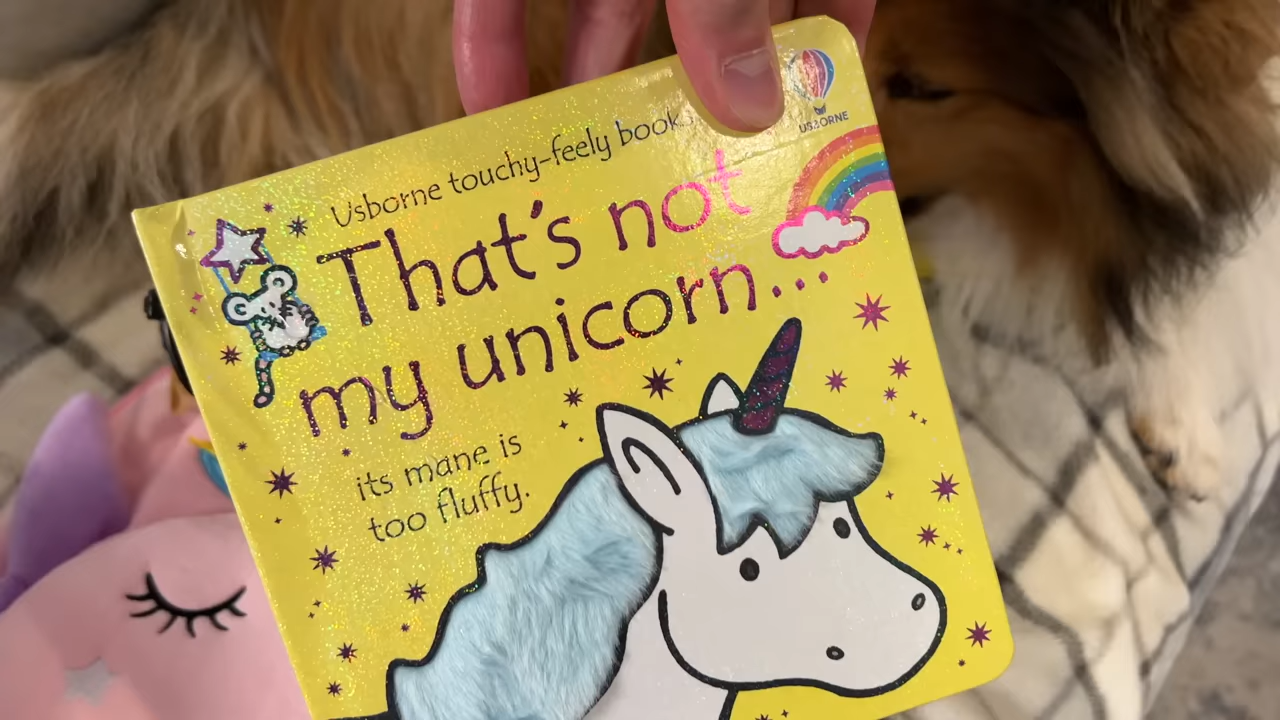 Usborne touchy-feely books
USBORNE
That's not
my unicorn...
its mane is
too fluffy.